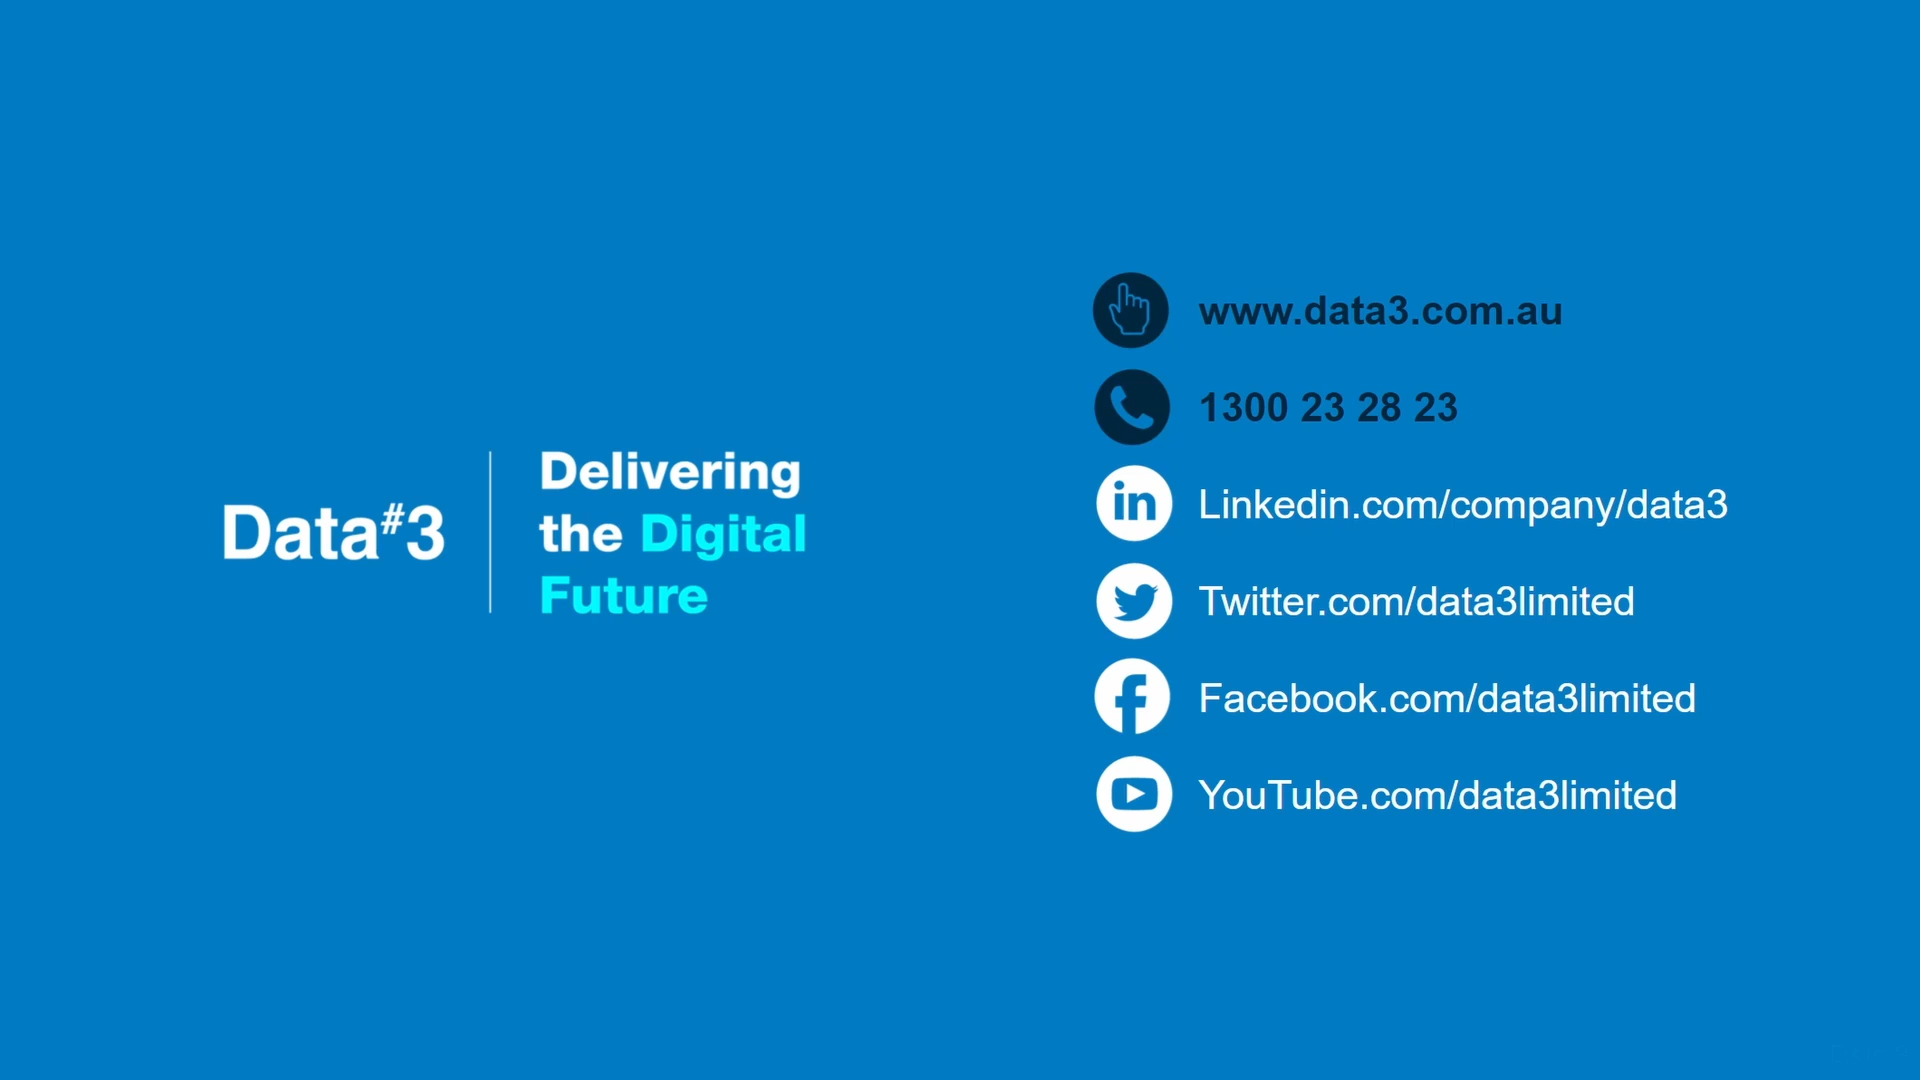 Data#3
Delivering
the Digital
Future
www.data3.com.au
1300 23 28 23
Linkedin.com/company/data3
Twitter.com/data3limited
Facebook.com/data3limited
YouTube.com/data3limited